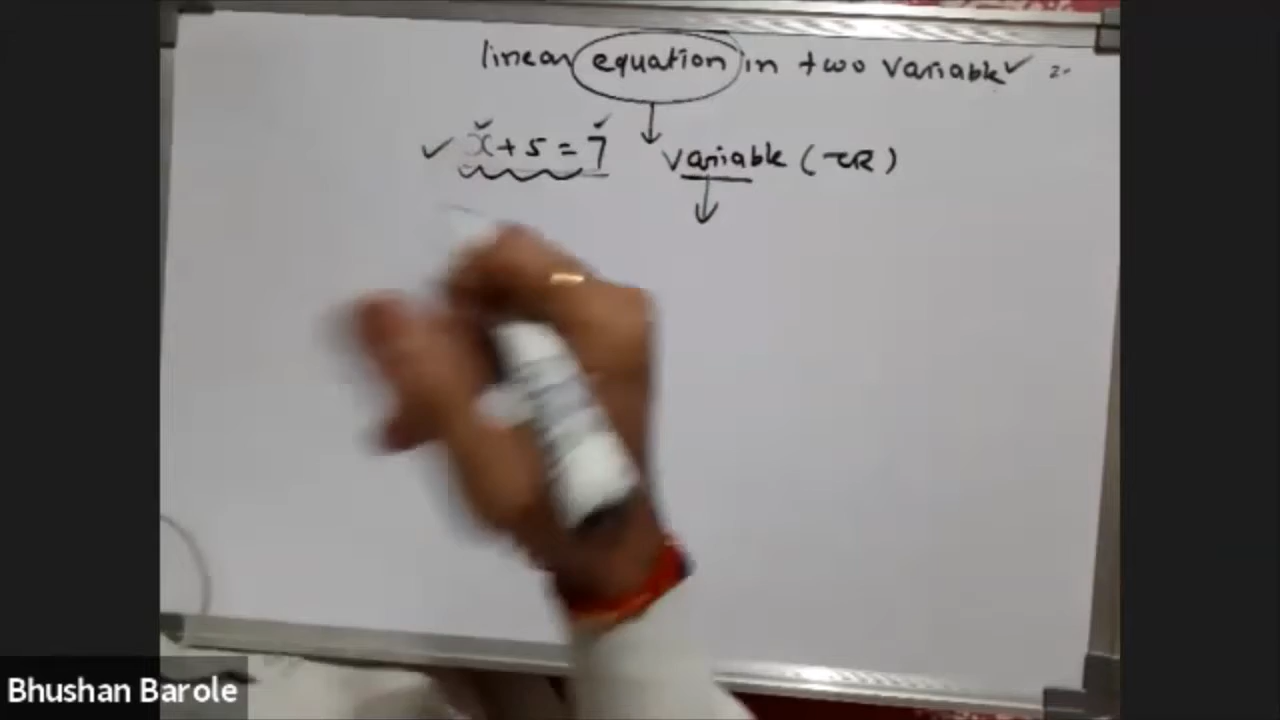 linear equation in two variable ✓
✓ x + 5 = 7 variable
Bhushan Barole